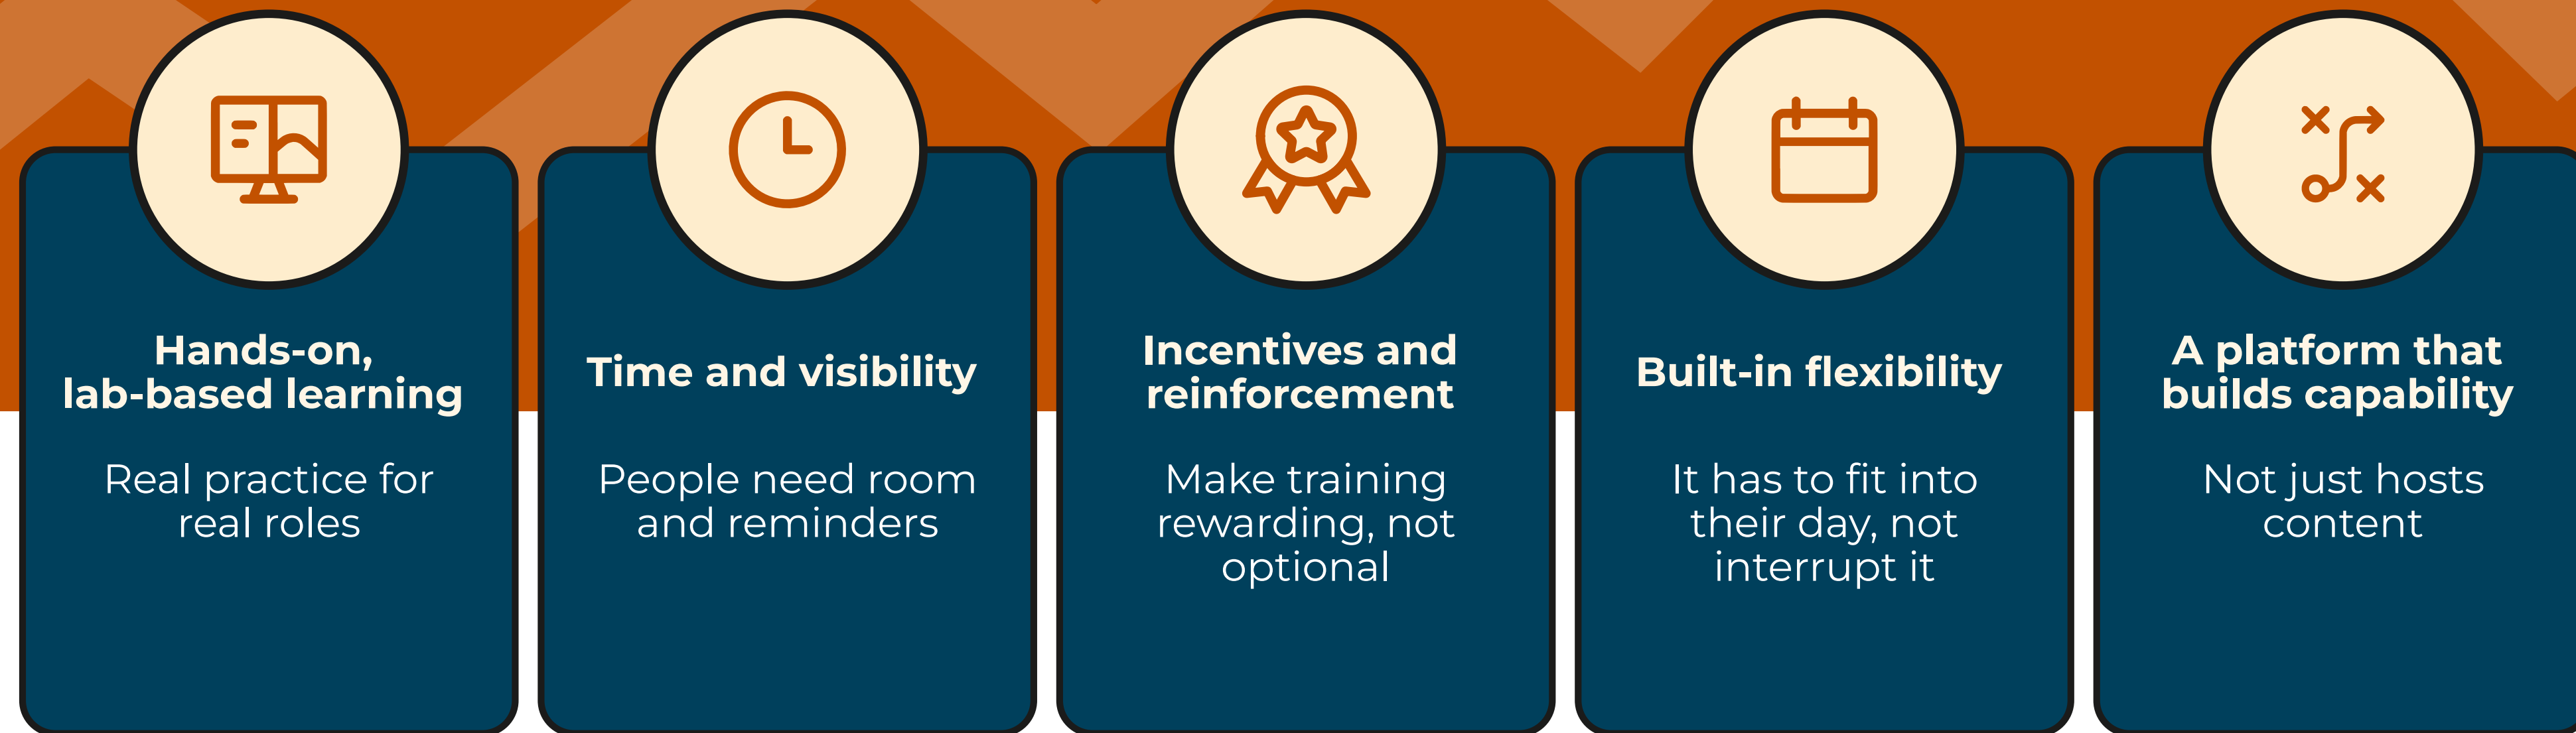 Hands-on,
lab-based learning
Real practice for
real roles
Time and visibility
People need room
and reminders
Incentives and
reinforcement
Make training
rewarding, not
optional
Built-in flexibility
It has to fit into
their day, not
interrupt it
A platform that
builds capability
Not just hosts
content